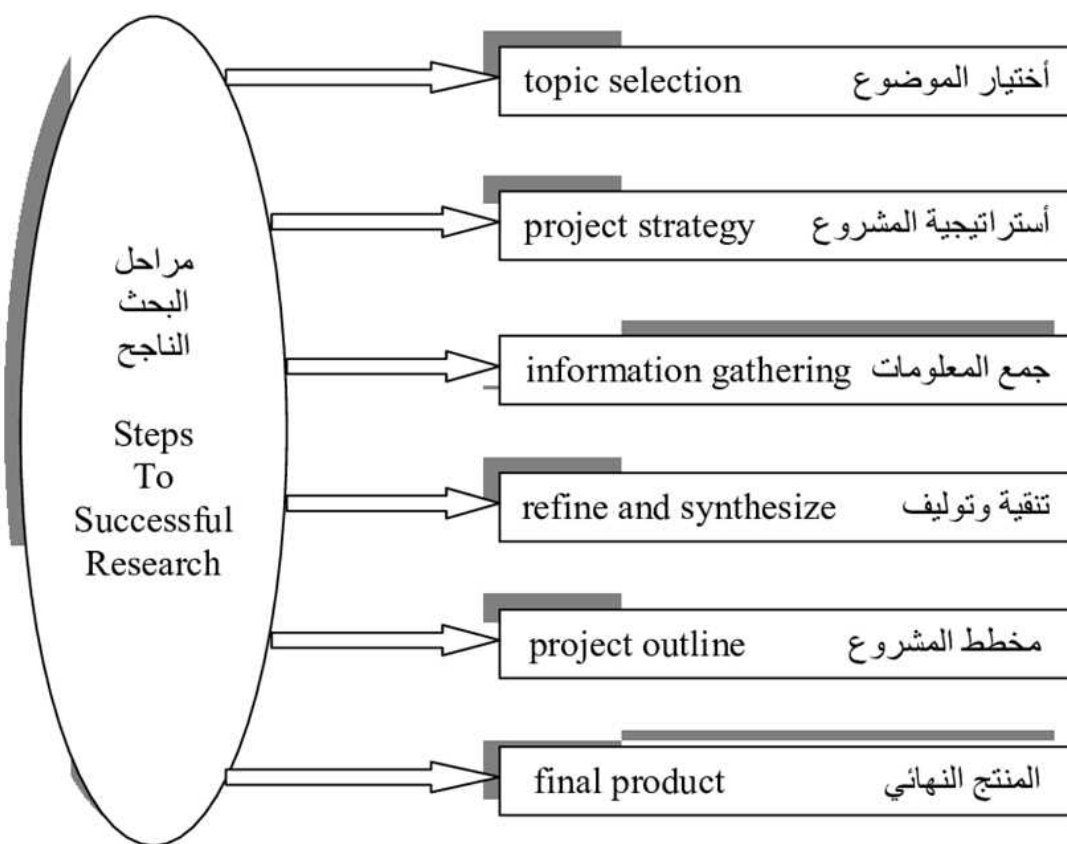 مراحل
البحث
الناجح
Steps
To
Successful
Research
topic selection أختيار الموضوع
project strategy أستراتيجية المشروع
information gathering جمع المعلومات
refine and synthesize تنقية وتوليف
project outline مخطط المشروع
final product المنتج النهائي